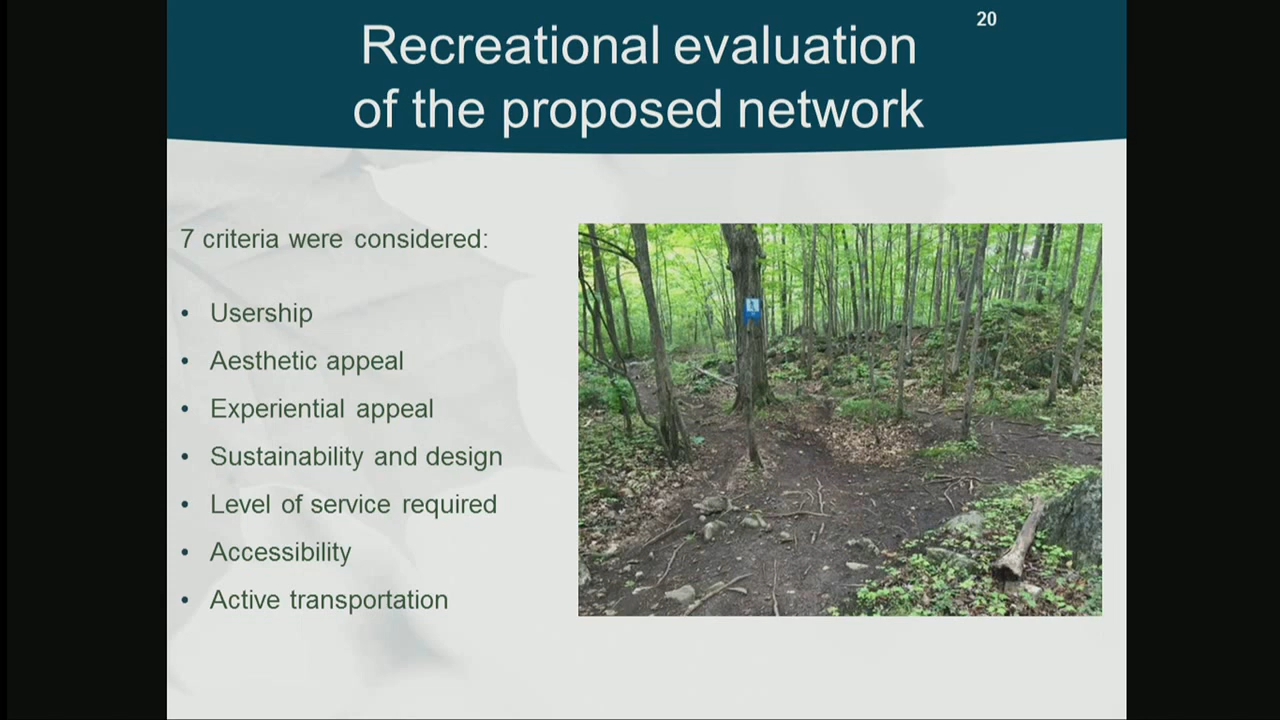 20
Recreational evaluation
of the proposed network
7 criteria were considered:
• Usership
• Aesthetic appeal
• Experiential appeal
• Sustainability and design
• Level of service required
• Accessibility
• Active transportation